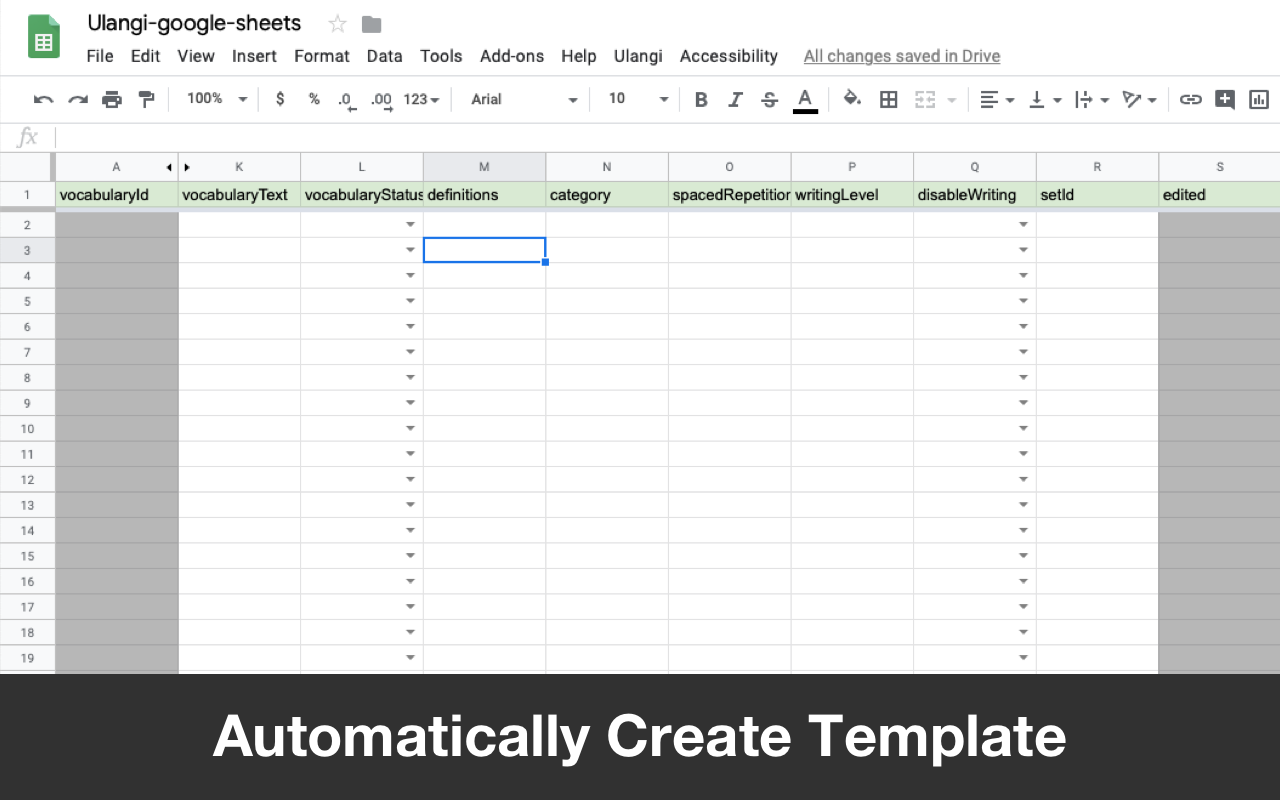 Ulangi-google-sheets
File Edit View Insert Format Data Tools Add-ons Help Ulangi Accessibility All changes saved in Drive
100% $ % .0 .00 123 Arial 10 B I S A
fx
A K L M N O P Q R S
1 vocabularyId vocabularyText vocabularyStatus definitions category spacedRepetition writingLevel disableWriting setId edited
2
3
4
5
6
7
8
9
10
11
12
13
14
15
16
17
18
19
Automatically Create Template